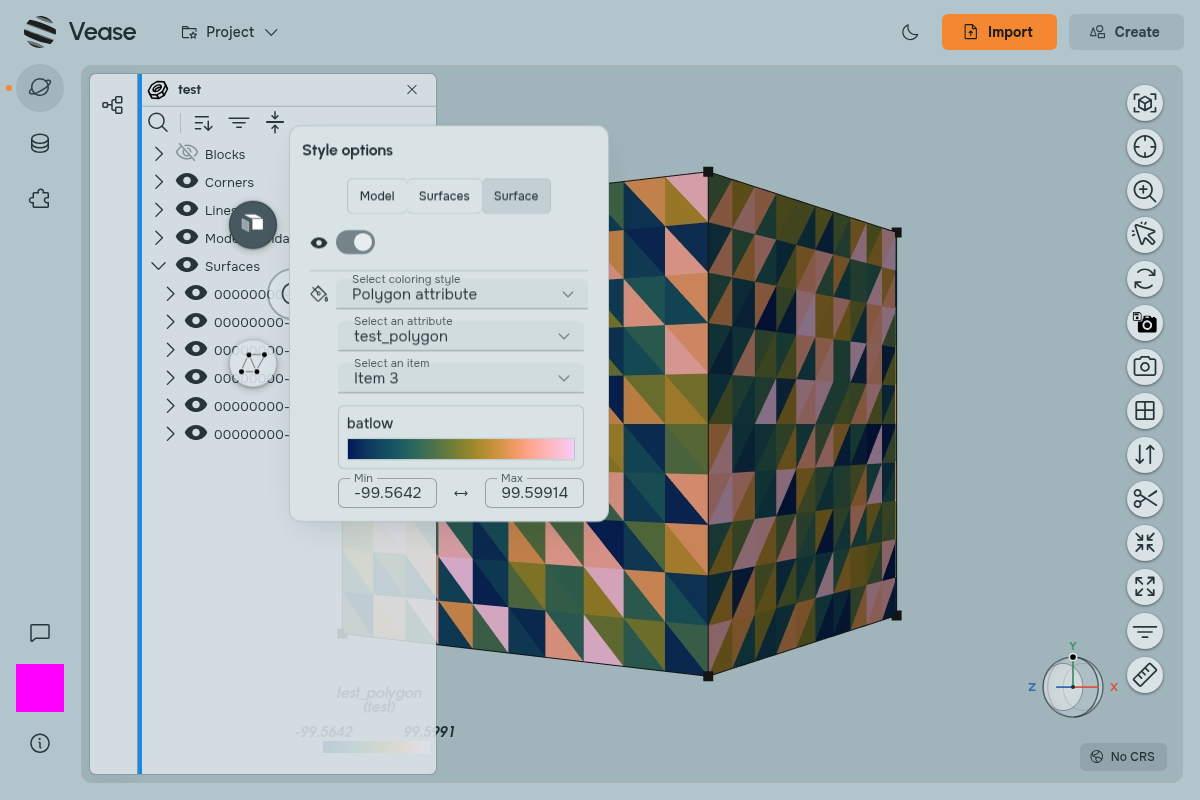 Vease
Project
Import
Create
test
Blocks
Corners
Lines
Surfaces
00000000
00000000-
00000000-
00000000-
00000000-
Style options
Model
Surfaces
Surface
Select coloring style
Polygon attribute
Select an attribute
test_polygon
Select an item
Item 3
batlow
Min
-99.5642
Max
99.59914
test_polygon
(test)
-99.5642
99.5991
Y
Z
X
No CRS